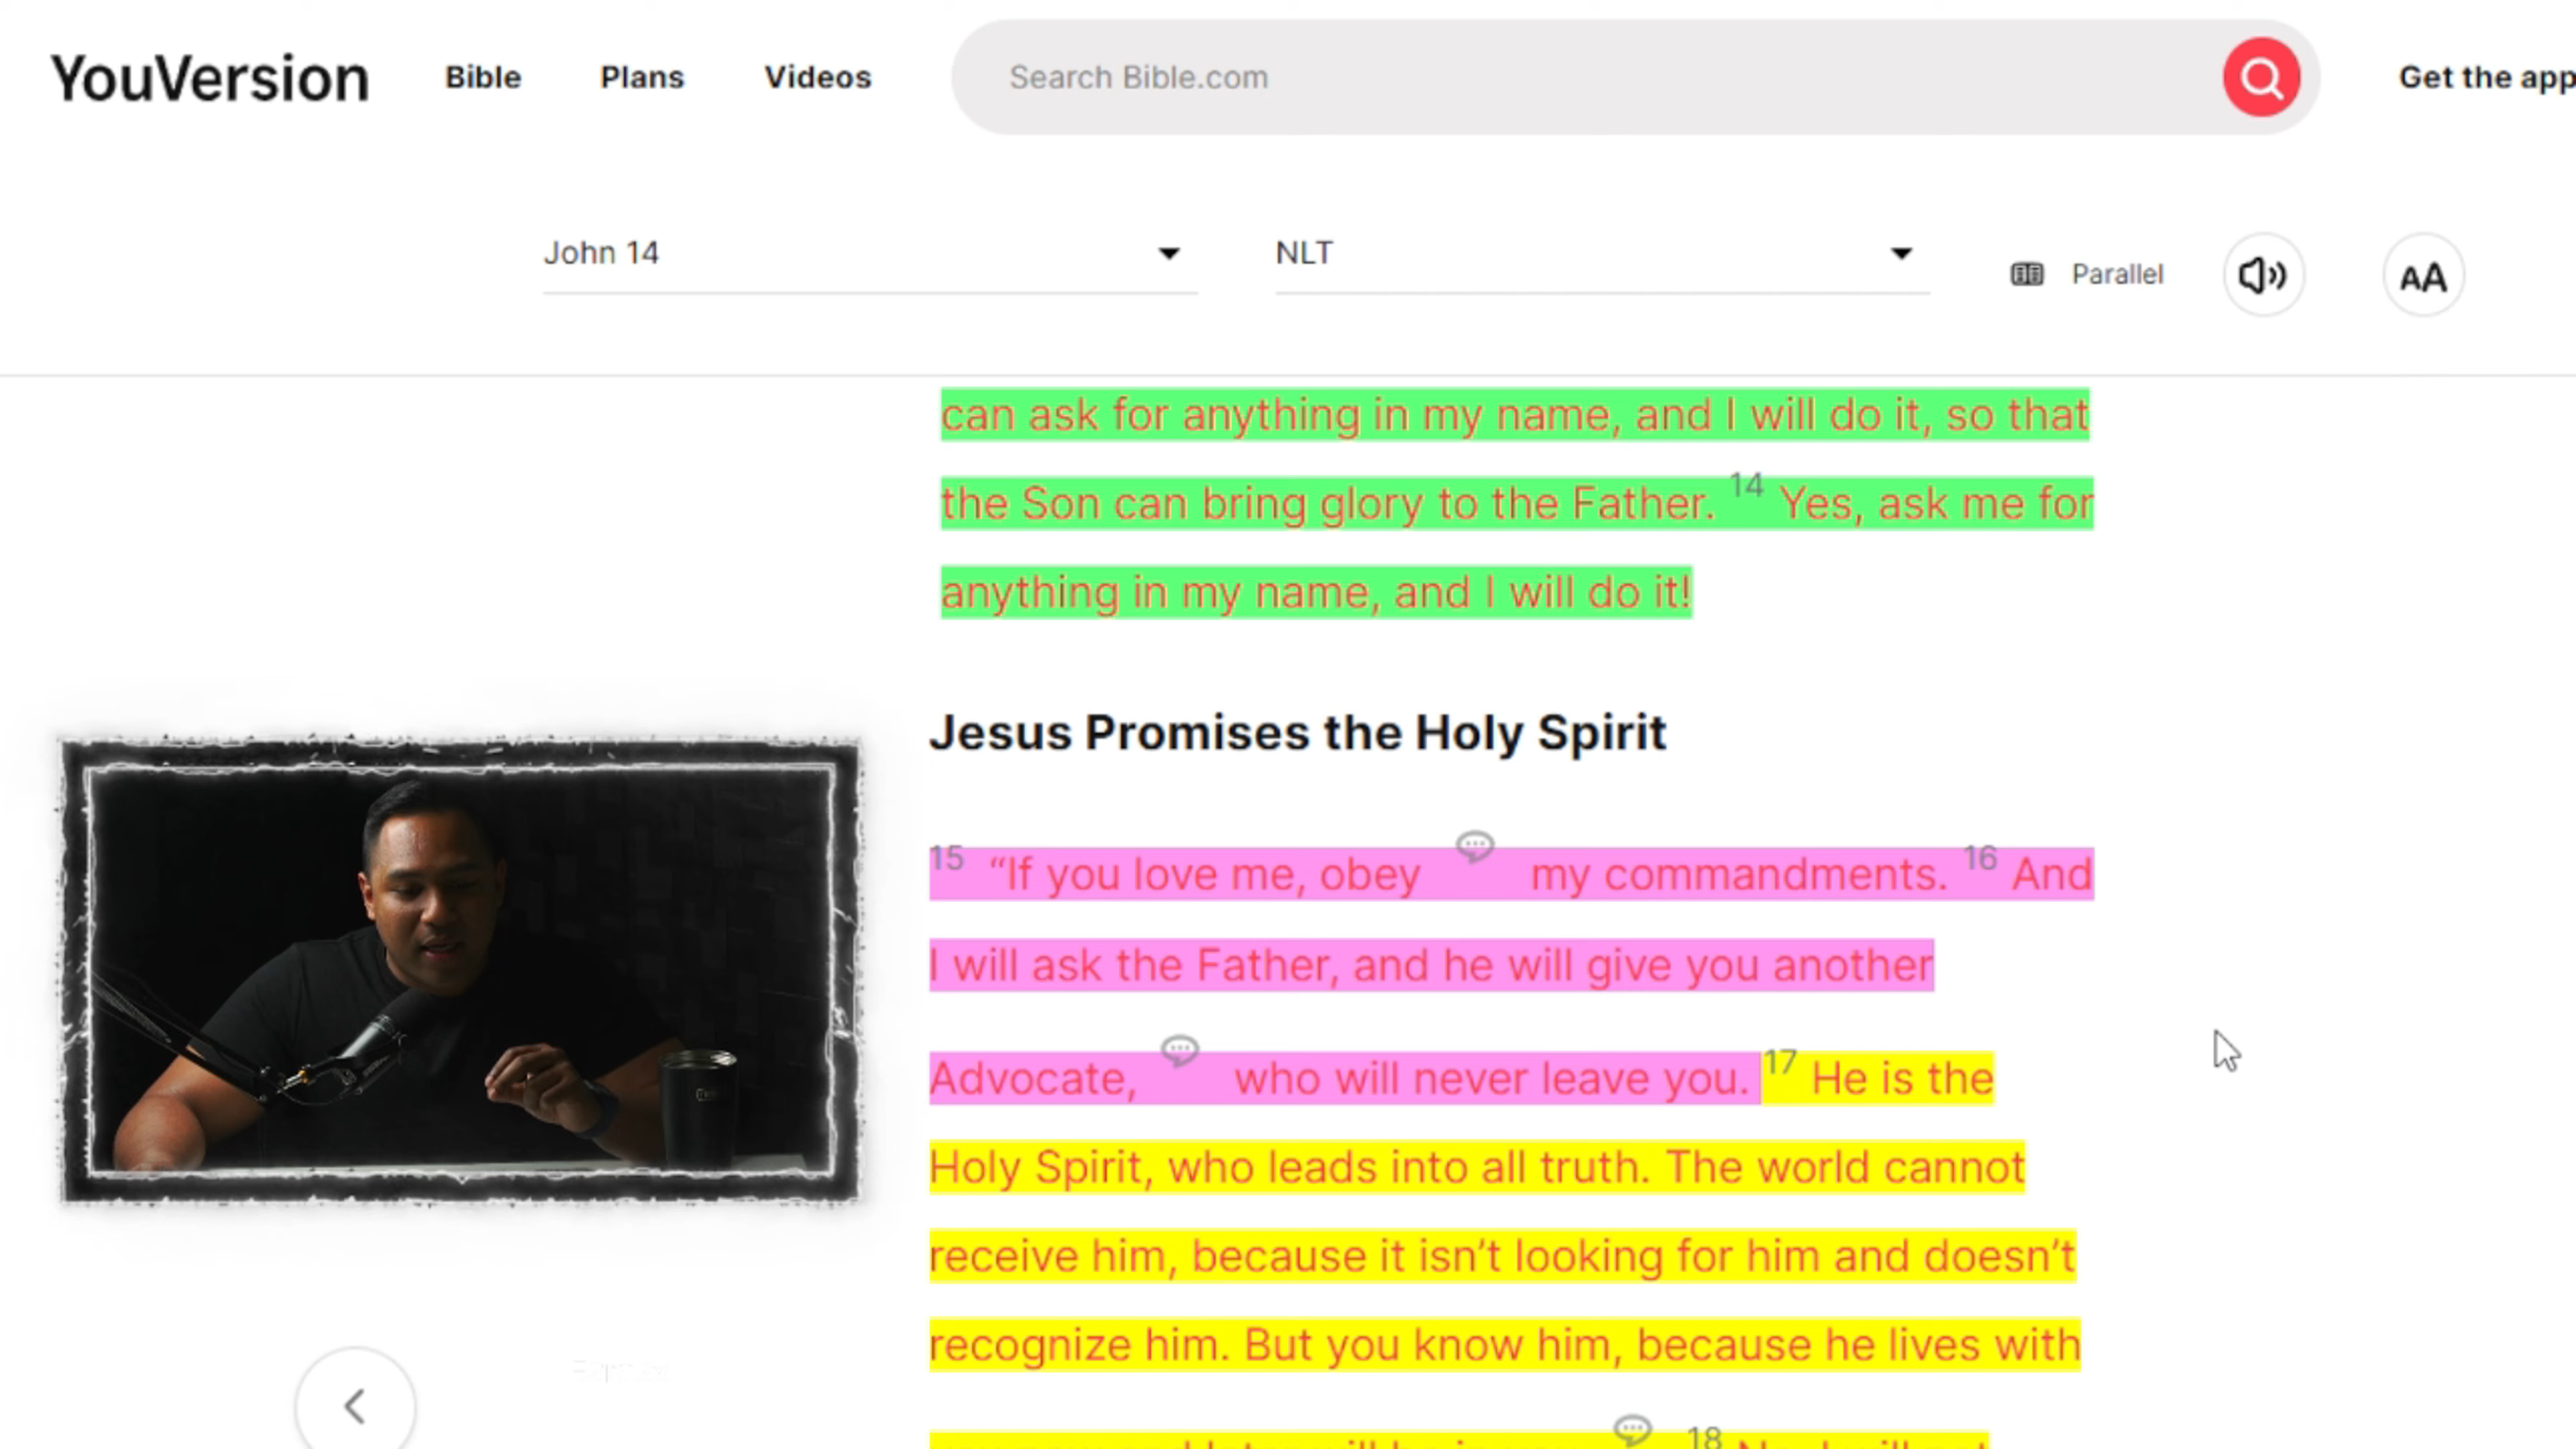 YouVersion Bible Plans Videos Search Bible.com Get the app
John 14 NLT Parallel AA
can ask for anything in my name, and I will do it, so that
the Son can bring glory to the Father. 14 Yes, ask me for
anything in my name, and I will do it!
Jesus Promises the Holy Spirit
15 “If you love me, obey my commandments. 16 And
I will ask the Father, and he will give you another
Advocate, who will never leave you. 17 He is the
Holy Spirit, who leads into all truth. The world cannot
receive him, because it isn’t looking for him and doesn’t
recognize him. But you know him, because he lives with
18